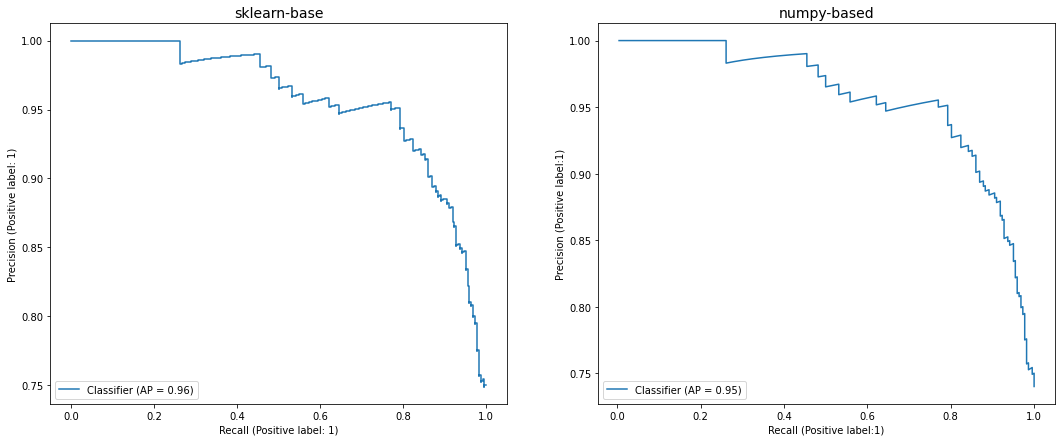 sklearn-base
1.00
0.95
0.90
0.85
0.80
0.75
Precision (Positive label: 1)
Classifier (AP = 0.96)
0.0 0.2 0.4 0.6 0.8 1.0
Recall (Positive label: 1)
numpy-based
1.00
0.95
0.90
0.85
0.80
0.75
Precision (Positive label:1)
Classifier (AP = 0.95)
0.0 0.2 0.4 0.6 0.8 1.0
Recall (Positive label:1)